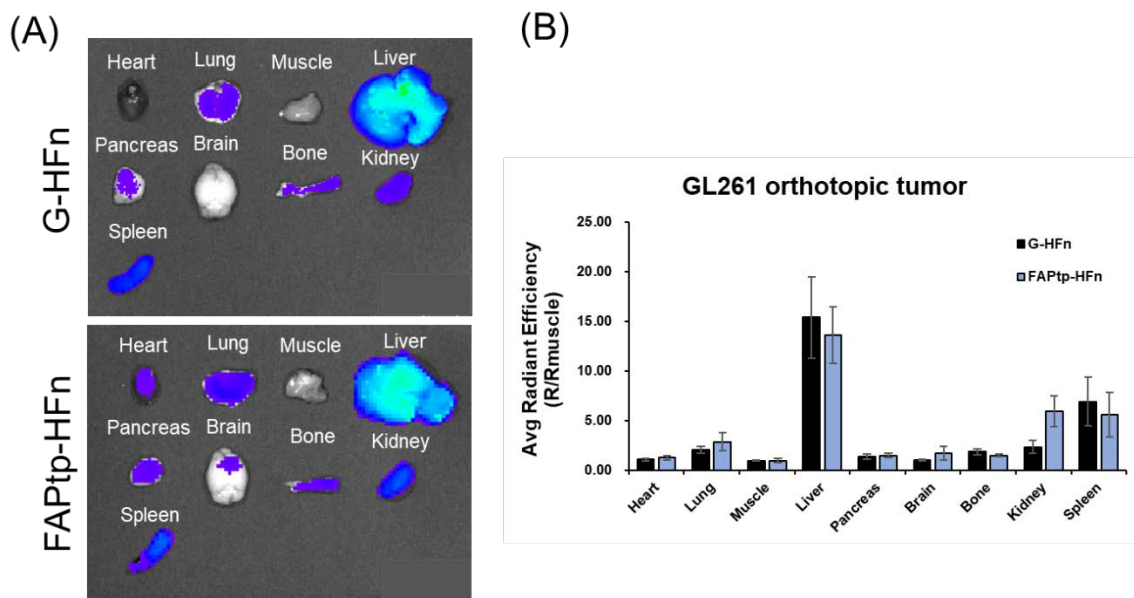 (A)
G-HFn
Heart Lung Muscle Liver
Pancreas Brain Bone Kidney
Spleen
FAPtp-HFn
Heart Lung Muscle Liver
Pancreas Brain Bone Kidney
Spleen
(B)
GL261 orthotopic tumor
Avg Radiant Efficiency
(R/Rmuscle)
25.00
20.00
15.00
10.00
5.00
0.00
G-HFn
FAPtp-HFn
Heart Lung Muscle Liver Pancreas Brain Bone Kidney Spleen